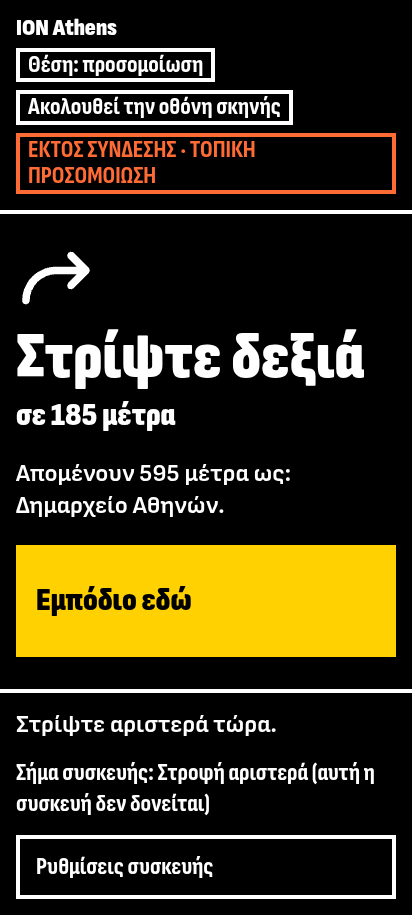 ION Athens
Θέση: προσομοίωση
Ακολουθεί την οθόνη σκηνής
ΕΚΤΟΣ ΣΥΝΔΕΣΗΣ · ΤΟΠΙΚΗ
ΠΡΟΣΟΜΟΙΩΣΗ
Στρίψτε δεξιά
σε 185 μέτρα
Απομένουν 595 μέτρα ως:
Δημαρχείο Αθηνών.
Εμπόδιο εδώ
Στρίψτε αριστερά τώρα.
Σήμα συσκευής: Στροφή αριστερά (αυτή η
συσκευή δεν δονείται)
Ρυθμίσεις συσκευής